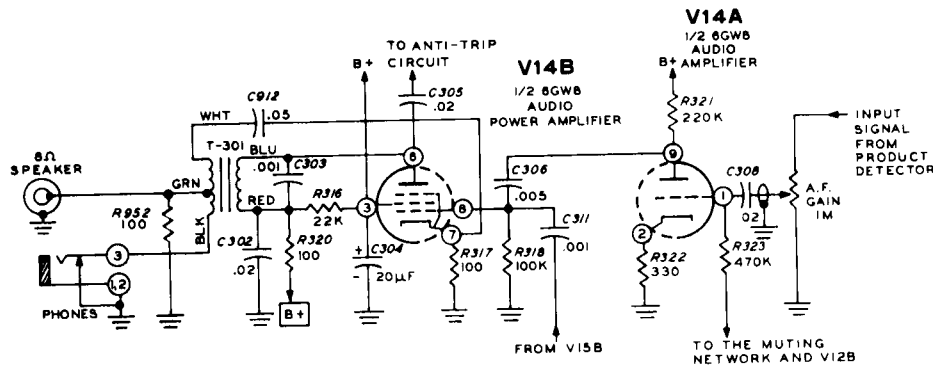 V14A
1/2 6GW8
AUDIO
AMPLIFIER
B+
TO ANTI-TRIP
CIRCUIT
B+
V14B
1/2 6GW8
AUDIO
POWER AMPLIFIER
C305
.02
C912
.05
WHT
R321
220K
INPUT
SIGNAL
FROM
PRODUCT
DETECTOR
8Ω
SPEAKER
T-301
BLU
.001
C303
6
C306
.005
9
C308
.02
A.F.
GAIN
1M
GRN
R952
100
BLK
RED
R316
22K
3
8
7
C311
.001
1
2
C302
.02
R320
100
C304
+
-
20µF
R317
100
R318
100K
R322
330
R323
470K
3
1,2
PHONES
B+
FROM V15B
TO THE MUTING
NETWORK AND V12B